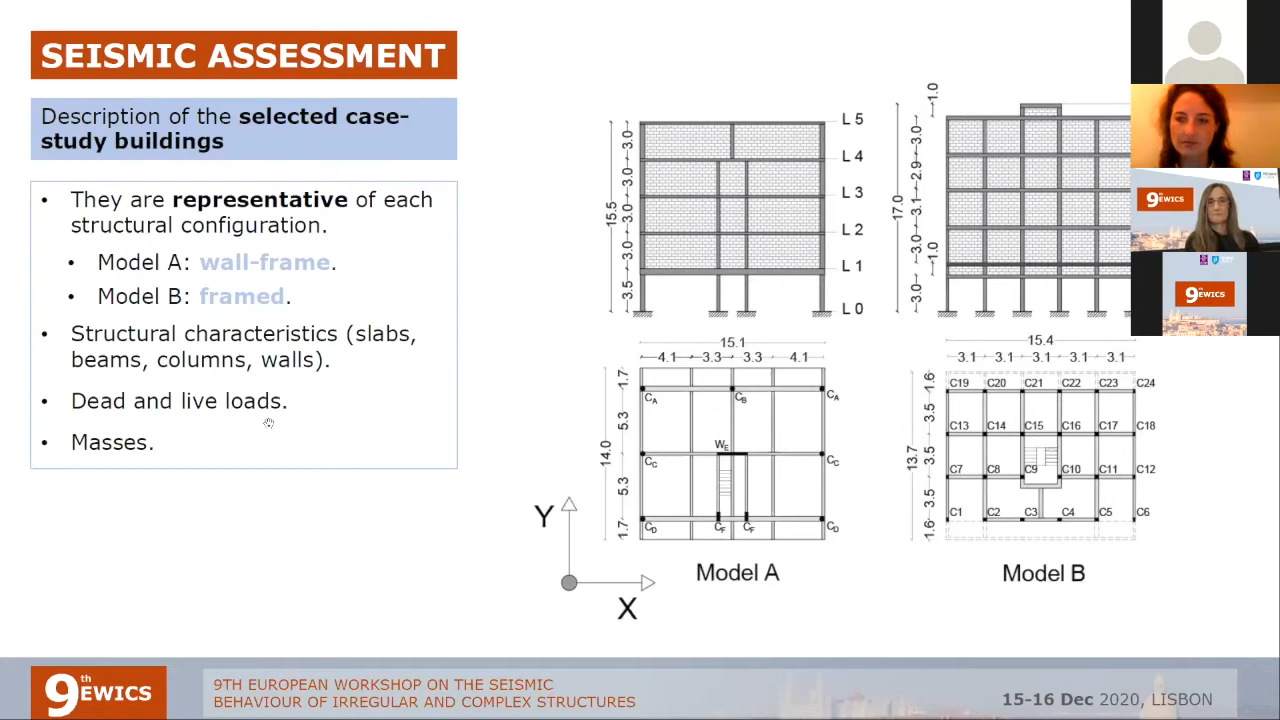 SEISMIC ASSESSMENT
Description of the selected case-
study buildings
• They are representative of each
structural configuration.
• Model A: wall-frame.
• Model B: framed.
• Structural characteristics (slabs,
beams, columns, walls).
• Dead and live loads.
• Masses.
15.5
3.0
3.0
3.0
3.0
3.5
L 5
L 4
L 3
L 2
L 1
L 0
17.0
1.0
3.0
2.9
3.1
3.0
1.0
3.0
15.1
4.1 3.3 3.3 4.1
14.0
1.7
5.3
5.3
1.7
CA CB CA
CC WE CC
CD CF CF CD
Y
X
Model A
15.4
3.1 3.1 3.1 3.1 3.1
13.7
1.6
3.5
3.5
3.5
1.6
C19 C20 C21 C22 C23 C24
C13 C14 C15 C16 C17 C18
C7 C8 C9 C10 C11 C12
C1 C2 C3 C4 C5 C6
Model B
9th EWICS
9th EWICS
9th EWICS
9TH EUROPEAN WORKSHOP ON THE SEISMIC
BEHAVIOUR OF IRREGULAR AND COMPLEX STRUCTURES
15-16 Dec 2020, LISBON